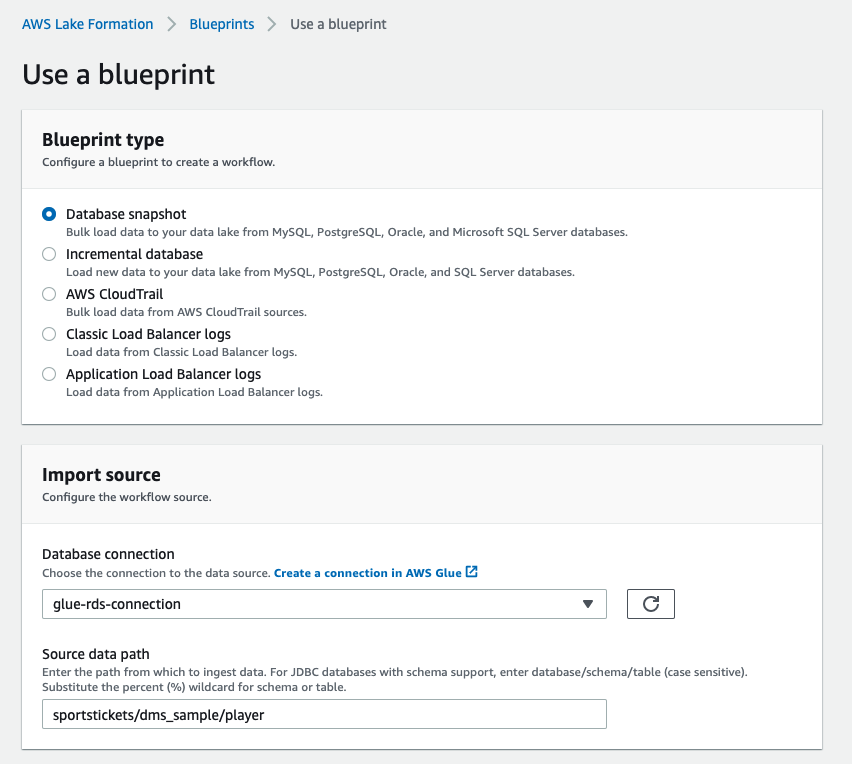 AWS Lake Formation > Blueprints > Use a blueprint
Use a blueprint
Blueprint type
Configure a blueprint to create a workflow.
Database snapshot
Bulk load data to your data lake from MySQL, PostgreSQL, Oracle, and Microsoft SQL Server databases.
Incremental database
Load new data to your data lake from MySQL, PostgreSQL, Oracle, and SQL Server databases.
AWS CloudTrail
Bulk load data from AWS CloudTrail sources.
Classic Load Balancer logs
Load data from Classic Load Balancer logs.
Application Load Balancer logs
Load data from Application Load Balancer logs.
Import source
Configure the workflow source.
Database connection
Choose the connection to the data source. Create a connection in AWS Glue
glue-rds-connection
Source data path
Enter the path from which to ingest data. For JDBC databases with schema support, enter database/schema/table (case sensitive).
Substitute the percent (%) wildcard for schema or table.
sportstickets/dms_sample/player